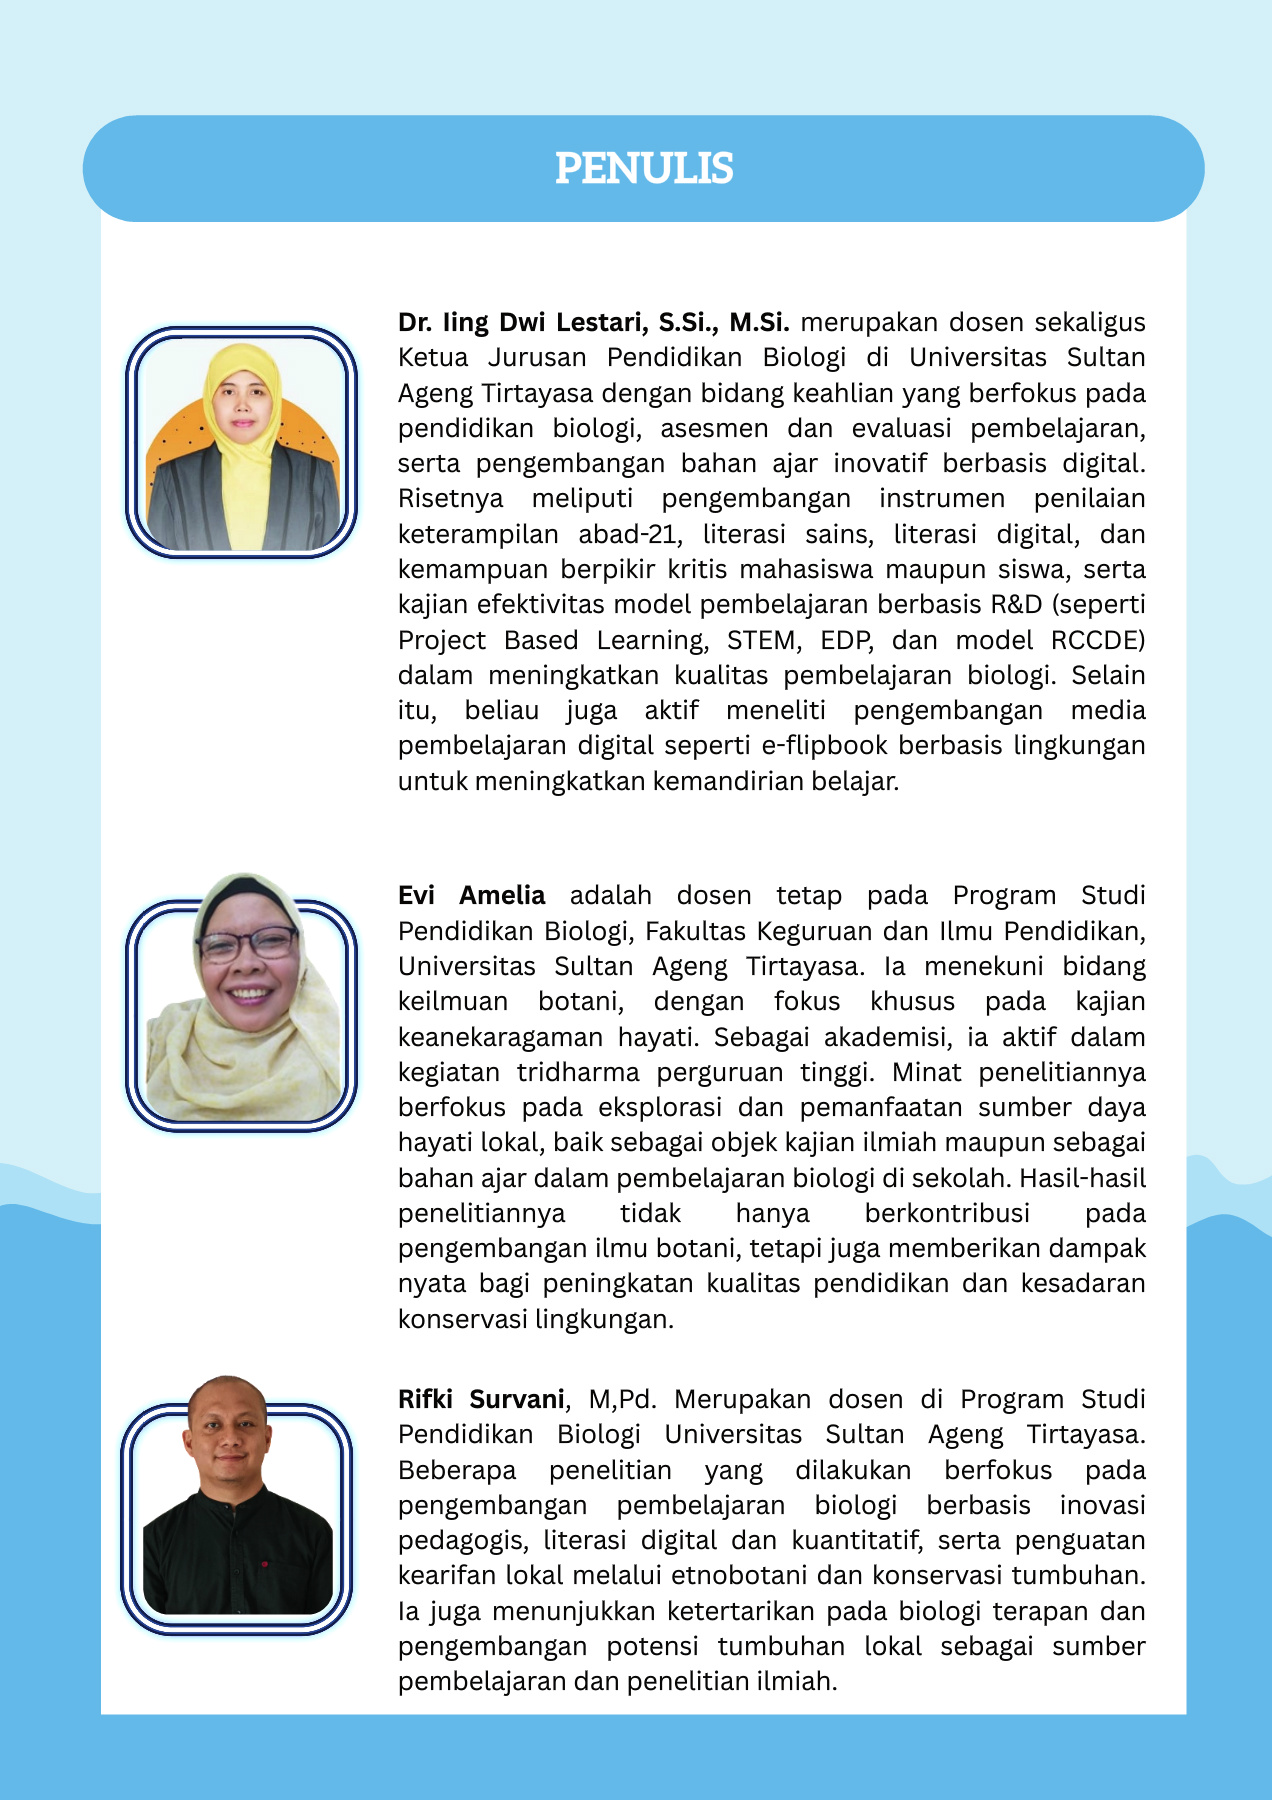 PENULIS
Dr. Iing Dwi Lestari, S.Si., M.Si. merupakan dosen sekaligus
Ketua Jurusan Pendidikan Biologi di Universitas Sultan
Ageng Tirtayasa dengan bidang keahlian yang berfokus pada
pendidikan biologi, asesmen dan evaluasi pembelajaran,
serta pengembangan bahan ajar inovatif berbasis digital.
Risetnya meliputi pengembangan instrumen penilaian
keterampilan abad-21, literasi sains, literasi digital, dan
kemampuan berpikir kritis mahasiswa maupun siswa, serta
kajian efektivitas model pembelajaran berbasis R&D (seperti
Project Based Learning, STEM, EDP, dan model RCCDE)
dalam meningkatkan kualitas pembelajaran biologi. Selain
itu, beliau juga aktif meneliti pengembangan media
pembelajaran digital seperti e-flipbook berbasis lingkungan
untuk meningkatkan kemandirian belajar.
Evi Amelia adalah dosen tetap pada Program Studi
Pendidikan Biologi, Fakultas Keguruan dan Ilmu Pendidikan,
Universitas Sultan Ageng Tirtayasa. Ia menekuni bidang
keilmuan botani, dengan fokus khusus pada kajian
keanekaragaman hayati. Sebagai akademisi, ia aktif dalam
kegiatan tridharma perguruan tinggi. Minat penelitiannya
berfokus pada eksplorasi dan pemanfaatan sumber daya
hayati lokal, baik sebagai objek kajian ilmiah maupun sebagai
bahan ajar dalam pembelajaran biologi di sekolah. Hasil-hasil
penelitiannya tidak hanya berkontribusi pada
pengembangan ilmu botani, tetapi juga memberikan dampak
nyata bagi peningkatan kualitas pendidikan dan kesadaran
konservasi lingkungan.
Rifki Survani, M,Pd. Merupakan dosen di Program Studi
Pendidikan Biologi Universitas Sultan Ageng Tirtayasa.
Beberapa penelitian yang dilakukan berfokus pada
pengembangan pembelajaran biologi berbasis inovasi
pedagogis, literasi digital dan kuantitatif, serta penguatan
kearifan lokal melalui etnobotani dan konservasi tumbuhan.
Ia juga menunjukkan ketertarikan pada biologi terapan dan
pengembangan potensi tumbuhan lokal sebagai sumber
pembelajaran dan penelitian ilmiah.